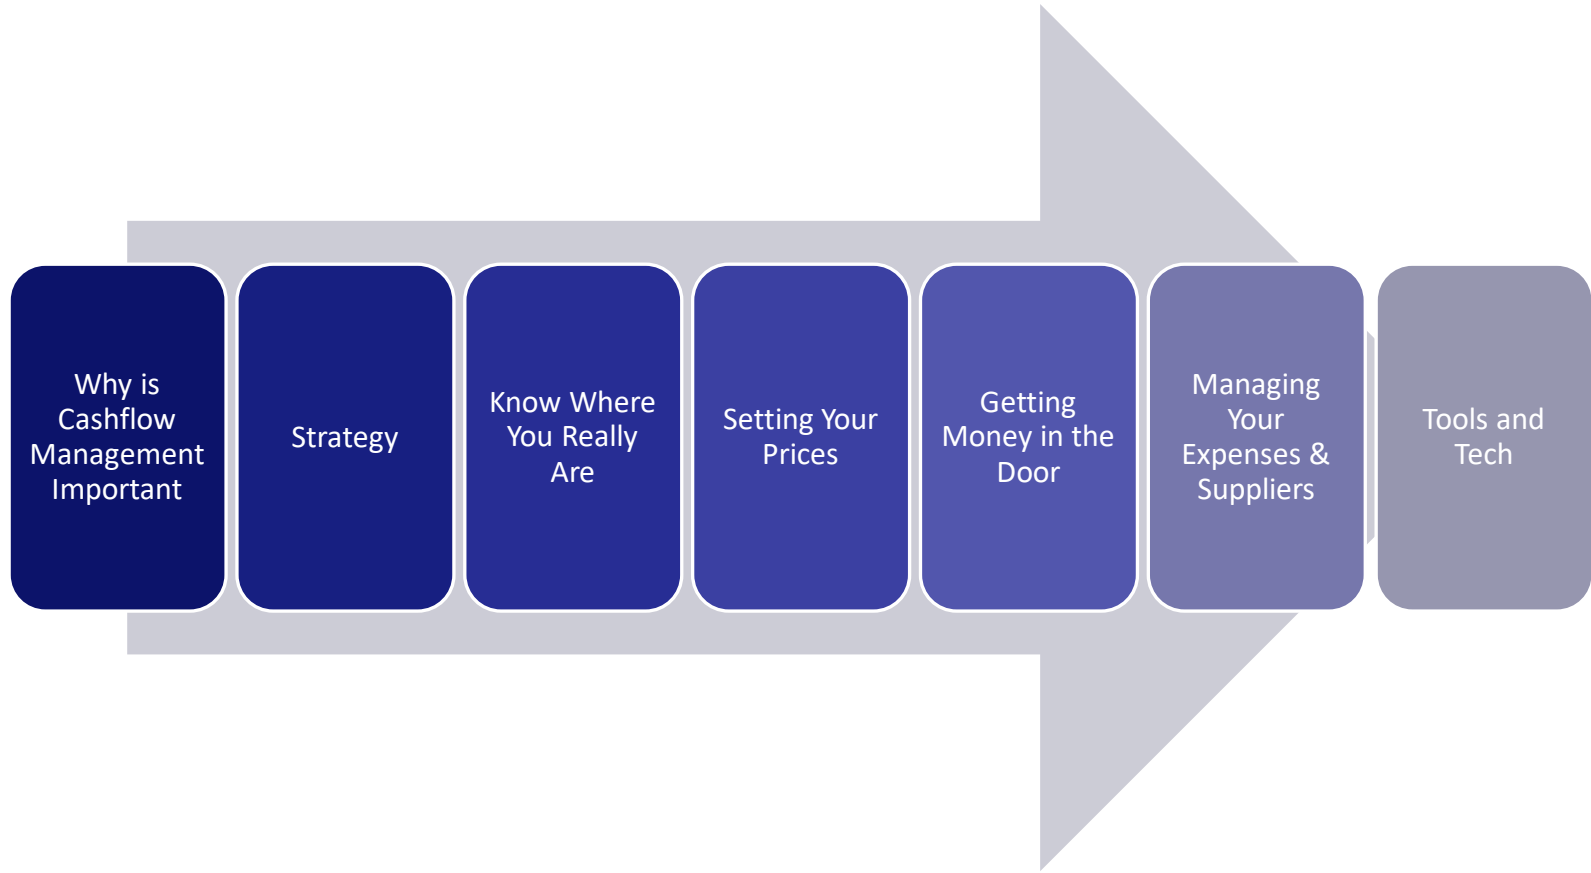 Why is
Cashflow
Management
Important
Strategy
Know Where
You Really
Are
Setting Your
Prices
Getting
Money in the
Door
Managing
Your
Expenses &
Suppliers
Tools and
Tech